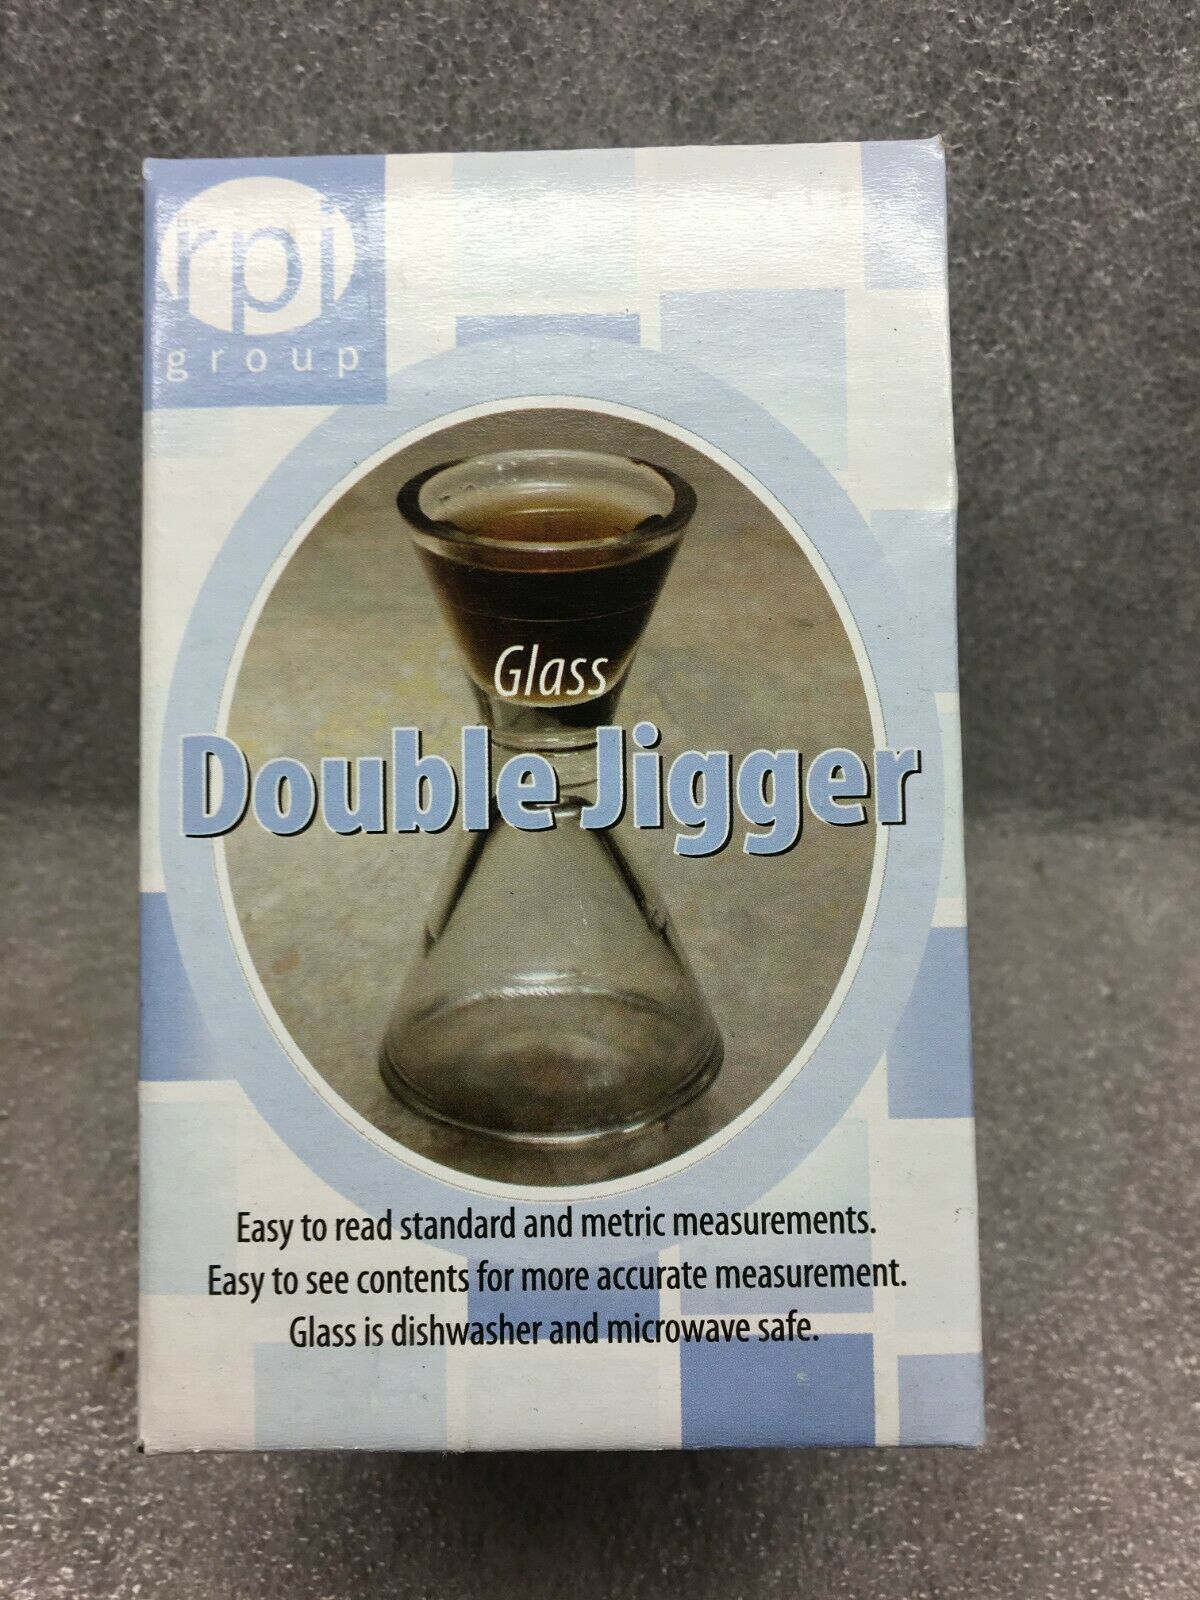 rpi
group
Glass
Double Jigger
Easy to read standard and metric measurements.
Easy to see contents for more accurate measurement.
Glass is dishwasher and microwave safe.